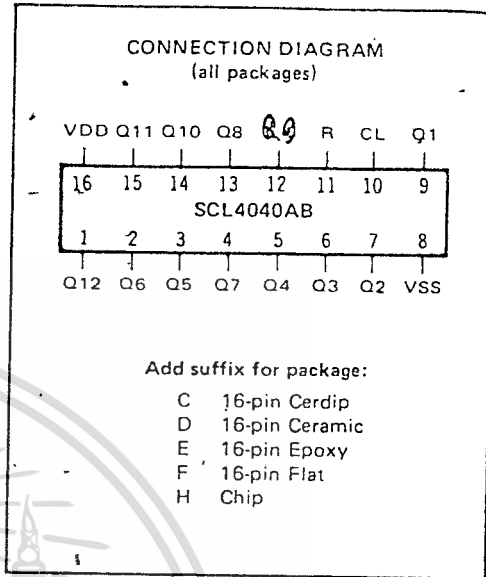 CONNECTION DIAGRAM
(all packages)
VDD Q11 Q10 Q8 Q9 R CL Q1
16 15 14 13 12 11 10 9
SCL4040AB
1 2 3 4 5 6 7 8
Q12 Q6 Q5 Q7 Q4 Q3 Q2 VSS
Add suffix for package:
C 16-pin Cerdip
D 16-pin Ceramic
E 16-pin Epoxy
F 16-pin Flat
H Chip